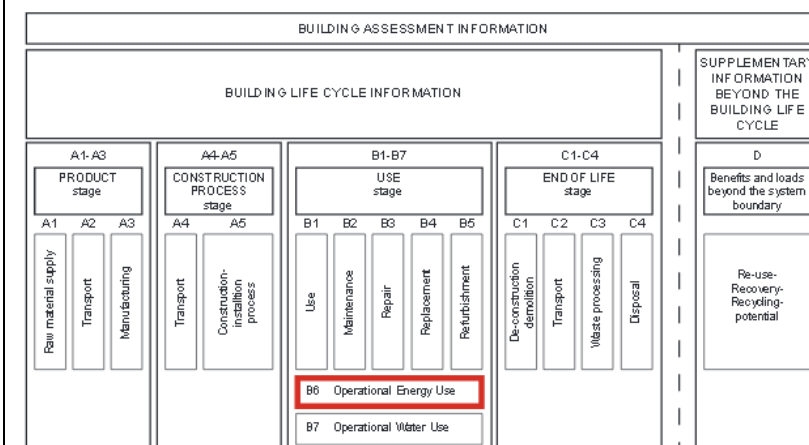 BUILDING ASSESSMENT INFORMATION
BUILDING LIFE CYCLE INFORMATION
SUPPLEMENTARY
INFORMATION
BEYOND THE
BUILDING LIFE
CYCLE
A1-A3
PRODUCT
stage
A1 A2 A3
Raw material supply
Transport
Manufacturing
A4-A5
CONSTRUCTION
PROCESS
stage
A4 A5
Transport
Construction-
installtion
process
B1-B7
USE
stage
B1 B2 B3 B4 B5
Use
Maintenance
Repair
Replacement
Refurbishment
B6 Operational Energy Use
B7 Operational Water Use
C1-C4
END OF LIFE
stage
C1 C2 C3 C4
De-construction
demolition
Transport
Waste processing
Disposal
D
Benefits and loads
beyond the system
boundary
Re-use-
Recovery-
Recycling-
potential